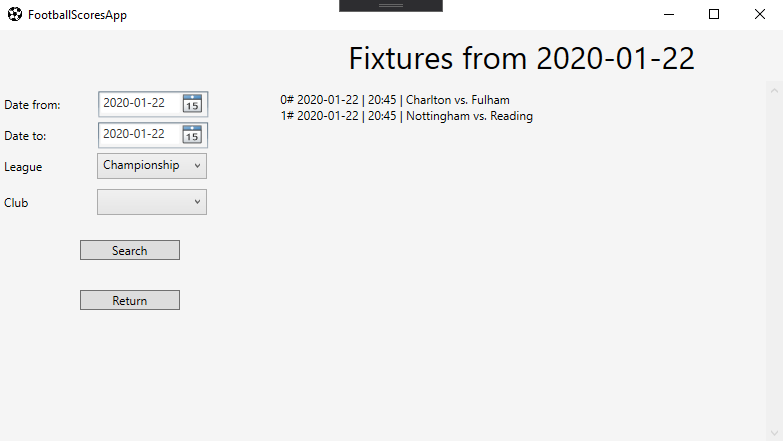 FootballScoresApp
Fixtures from 2020-01-22
Date from:
2020-01-22
15
Date to:
2020-01-22
15
League
Championship
Club
Search
Return
0# 2020-01-22 | 20:45 | Charlton vs. Fulham
1# 2020-01-22 | 20:45 | Nottingham vs. Reading